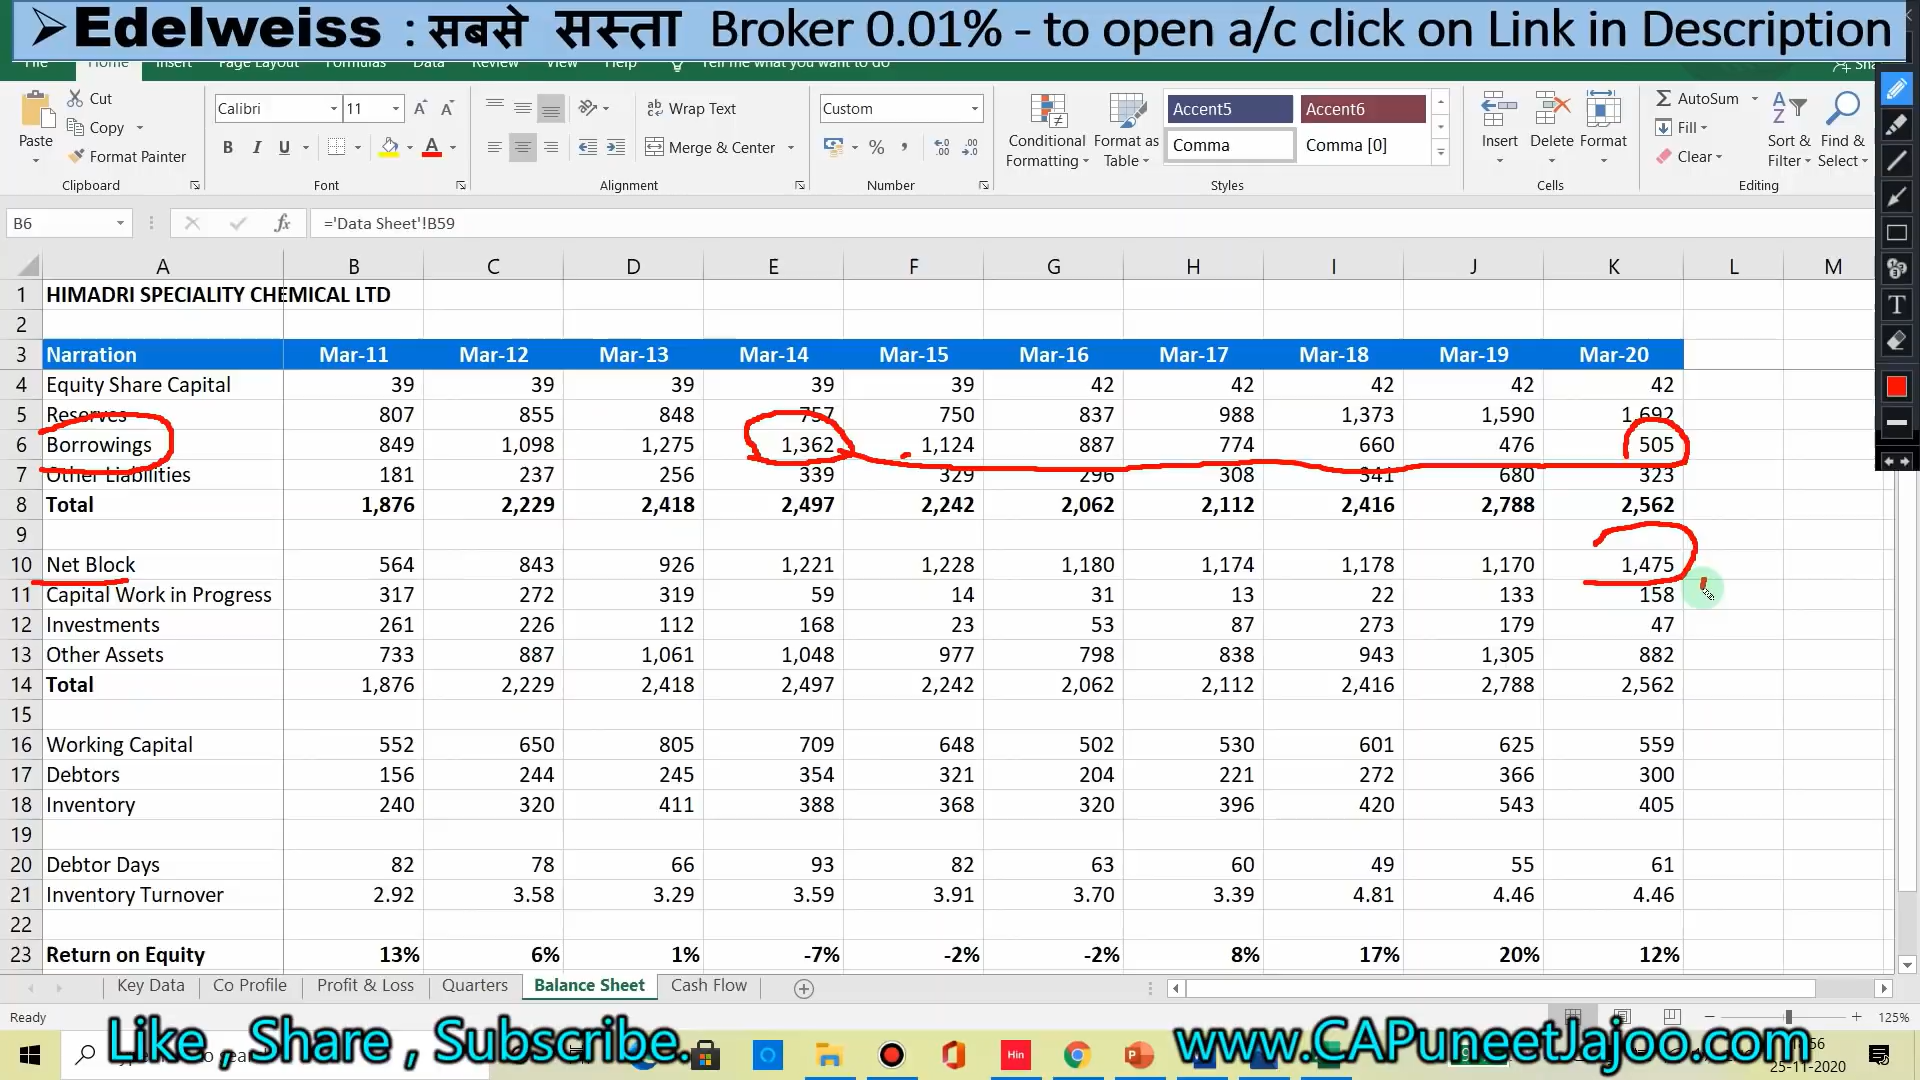 ➢Edelweiss : सबसे सस्ता Broker 0.01% - to open a/c click on Link in Description
File Home Insert Page Layout Formulas Data Review View Help Tell me what you want to do
Cut
Copy
Format Painter
Paste
Clipboard
Calibri 11
B I U
Font
Wrap Text
Merge & Center
Alignment
Custom
Number
Conditional Formatting
Format as Table
Accent5 Accent6
Comma Comma [0]
Styles
Insert Delete Format
Cells
AutoSum
Fill
Clear
Sort & Filter
Find & Select
Editing
B6 ='Data Sheet'!B59
A B C D E F G H I J K L M
1 HIMADRI SPECIALITY CHEMICAL LTD
2
3 Narration Mar-11 Mar-12 Mar-13 Mar-14 Mar-15 Mar-16 Mar-17 Mar-18 Mar-19 Mar-20
4 Equity Share Capital 39 39 39 39 39 42 42 42 42 42
5 Reserves 807 855 848 757 750 837 988 1,373 1,590 1,692
6 Borrowings 849 1,098 1,275 1,362 1,124 887 774 660 476 505
7 Other Liabilities 181 237 256 339 329 296 308 341 680 323
8 Total 1,876 2,229 2,418 2,497 2,242 2,062 2,112 2,416 2,788 2,562
9
10 Net Block 564 843 926 1,221 1,228 1,180 1,174 1,178 1,170 1,475
11 Capital Work in Progress 317 272 319 59 14 31 13 22 133 158
12 Investments 261 226 112 168 23 53 87 273 179 47
13 Other Assets 733 887 1,061 1,048 977 798 838 943 1,305 882
14 Total 1,876 2,229 2,418 2,497 2,242 2,062 2,112 2,416 2,788 2,562
15
16 Working Capital 552 650 805 709 648 502 530 601 625 559
17 Debtors 156 244 245 354 321 204 221 272 366 300
18 Inventory 240 320 411 388 368 320 396 420 543 405
19
20 Debtor Days 82 78 66 93 82 63 60 49 55 61
21 Inventory Turnover 2.92 3.58 3.29 3.59 3.91 3.70 3.39 4.81 4.46 4.46
22
23 Return on Equity 13% 6% 1% -7% -2% -2% 8% 17% 20% 12%
Key Data Co Profile Profit & Loss Quarters Balance Sheet Cash Flow
Ready 125%
Like , Share , Subscribe. www.CAPuneetJajoo.com
Hin
25-11-2020